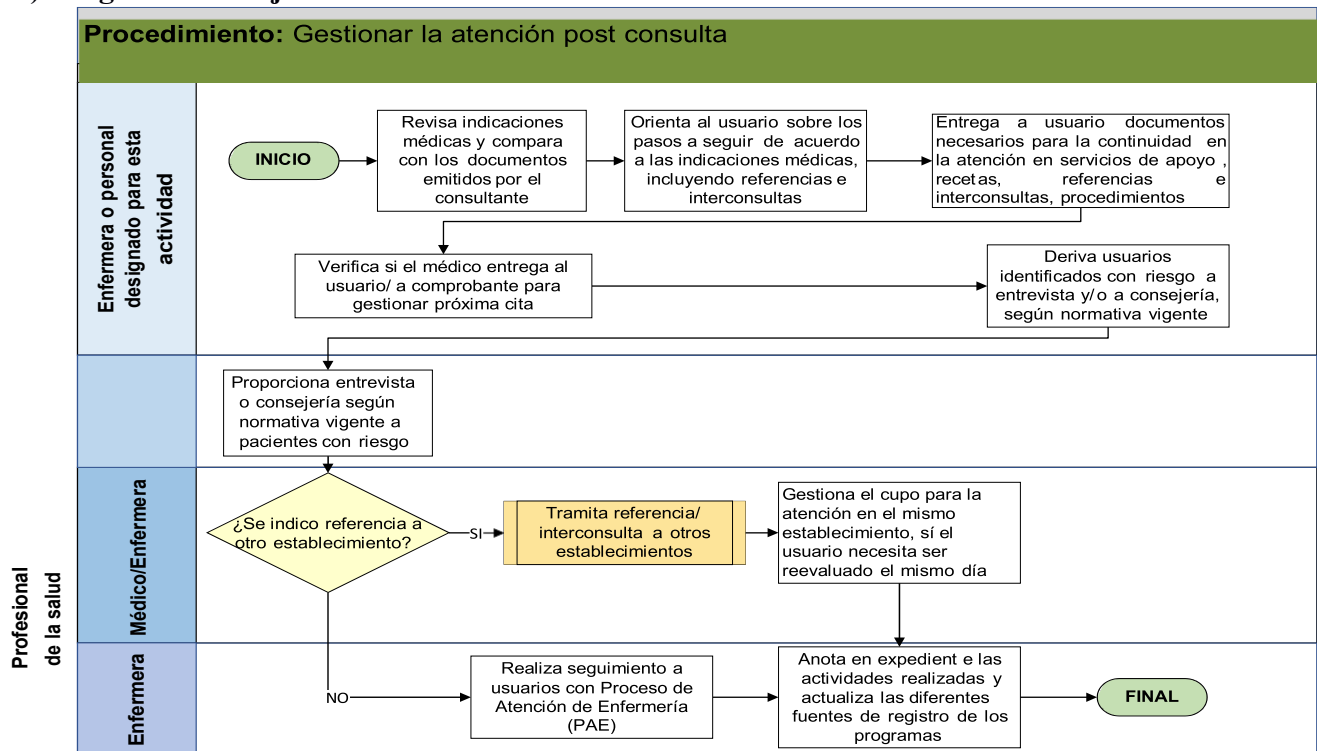 Procedimiento: Gestionar la atención post consulta
Enfermera o personal
designado para esta
actividad
INICIO
Revisa indicaciones
médicas y compara
con los documentos
emitidos por el
consultante
Orienta al usuario sobre los
pasos a seguir de acuerdo
a las indicaciones médicas,
incluyendo referencias e
interconsultas
Entrega a usuario documentos
necesarios para la continuidad en
la atención en servicios de apoyo ,
recetas, referencias e
interconsultas, procedimientos
Verifica si el médico entrega al
usuario/ a comprobante para
gestionar próxima cita
Deriva usuarios
identificados con riesgo a
entrevista y/o a consejería,
según normativa vigente
Proporciona entrevista
o consejería según
normativa vigente a
pacientes con riesgo
Profesional
de la salud
Médico/Enfermera
¿Se indico referencia a
otro establecimiento?
SI
Tramita referencia/
interconsulta a otros
establecimientos
Gestiona el cupo para la
atención en el mismo
establecimiento, sí el
usuario necesita ser
reevaluado el mismo día
Enfermera
NO
Realiza seguimiento a
usuarios con Proceso de
Atención de Enfermería
(PAE)
Anota en expedient e las
actividades realizadas y
actualiza las diferentes
fuentes de registro de los
programas
FINAL